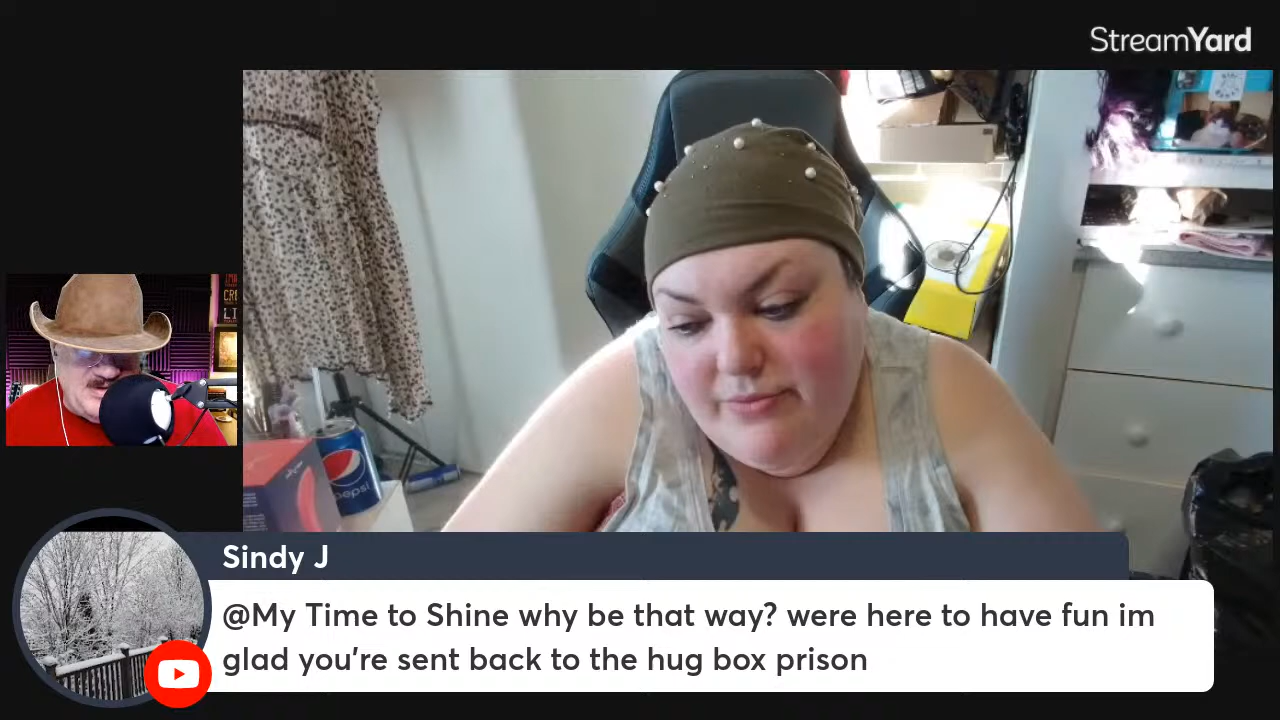 StreamYard
pepsi
Sindy J
@My Time to Shine why be that way? were here to have fun im
glad you're sent back to the hug box prison